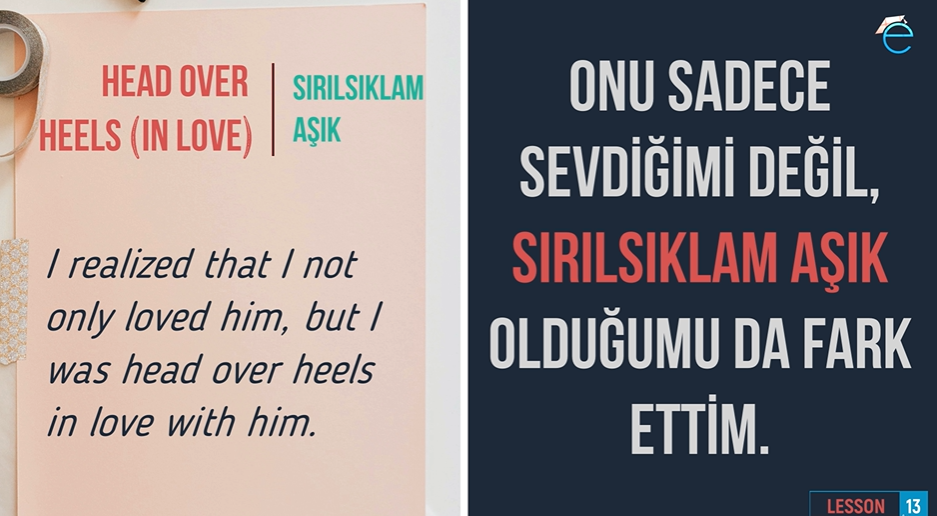 HEAD OVER
HEELS (IN LOVE)
SIRILSIKLAM
AŞIK
I realized that I not
only loved him, but I
was head over heels
in love with him.
e
ONU SADECE
SEVDİĞİMİ DEĞİL,
SIRILSIKLAM AŞIK
OLDUĞUMU DA FARK
ETTİM.
LESSON 13